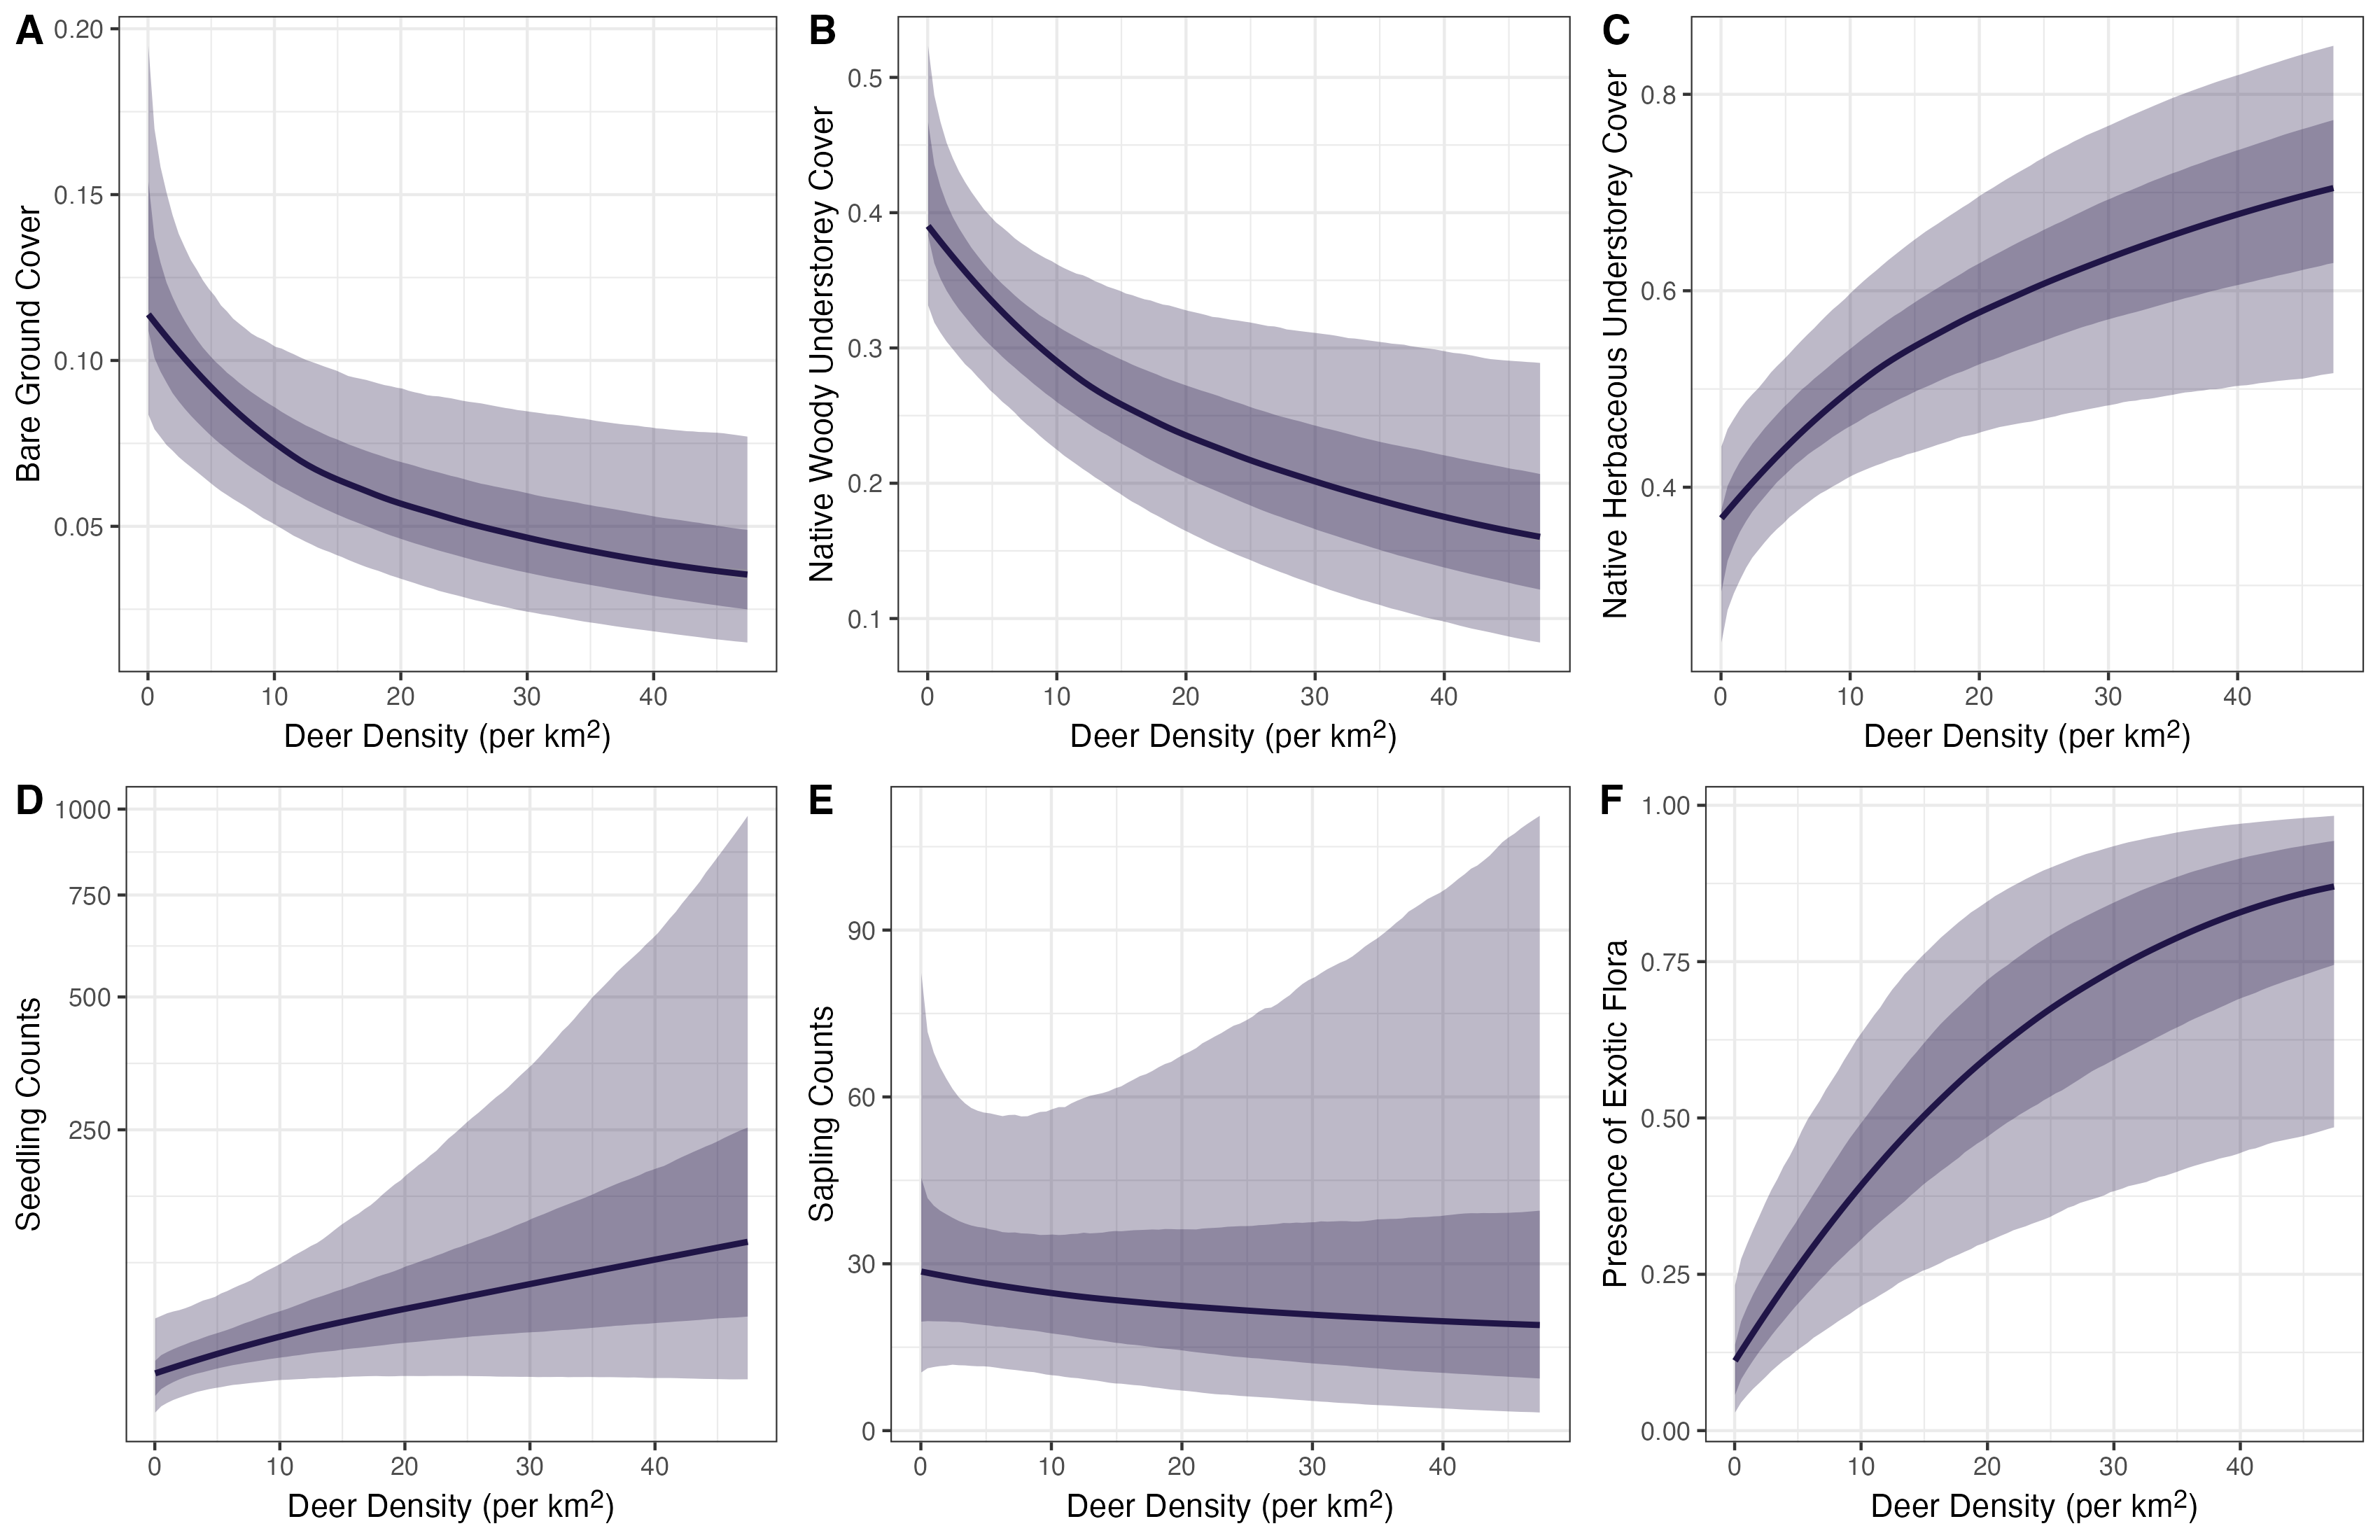 A
Bare Ground Cover
0.20
0.15
0.10
0.05
0 10 20 30 40
Deer Density (per km²)
B
Native Woody Understorey Cover
0.5
0.4
0.3
0.2
0.1
0 10 20 30 40
Deer Density (per km²)
C
Native Herbaceous Understorey Cover
0.8
0.6
0.4
0 10 20 30 40
Deer Density (per km²)
D
Seedling Counts
1000
750
500
250
0 10 20 30 40
Deer Density (per km²)
E
Sapling Counts
90
60
30
0
0 10 20 30 40
Deer Density (per km²)
F
Presence of Exotic Flora
1.00
0.75
0.50
0.25
0.00
0 10 20 30 40
Deer Density (per km²)